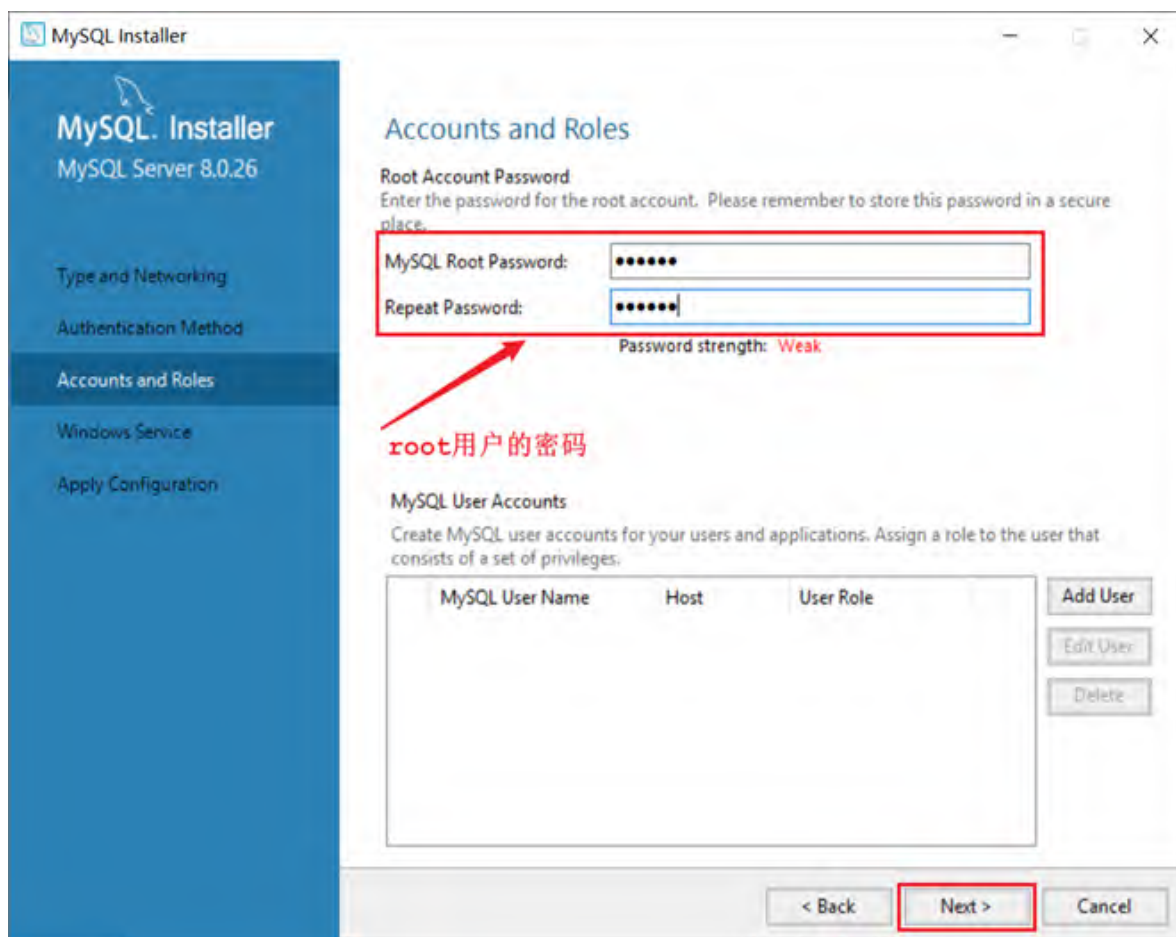 MySQL Installer
MySQL. Installer
MySQL Server 8.0.26
Type and Networking
Authentication Method
Accounts and Roles
Windows Service
Apply Configuration
Accounts and Roles
Root Account Password
Enter the password for the root account. Please remember to store this password in a secure
place.
MySQL Root Password: ●●●●●●
Repeat Password: ●●●●●●
Password strength: Weak
root用户的密码
MySQL User Accounts
Create MySQL user accounts for your users and applications. Assign a role to the user that
consists of a set of privileges.
MySQL User Name Host User Role
Add User
Edit User
Delete
< Back Next > Cancel